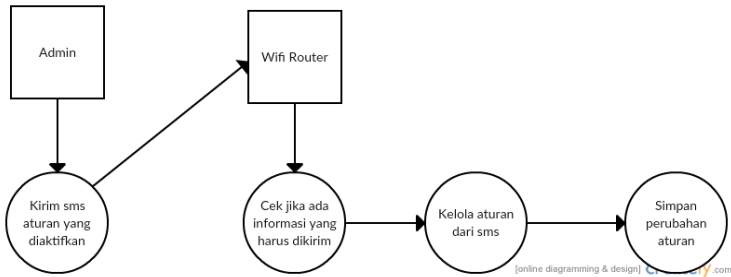 Admin
Wifi Router
Kirim sms
aturan yang
diaktifkan
Cek jika ada
informasi yang
harus dikirim
Kelola aturan
dari sms
Simpan
perubahan
aturan
[online diagramming & design]
.com